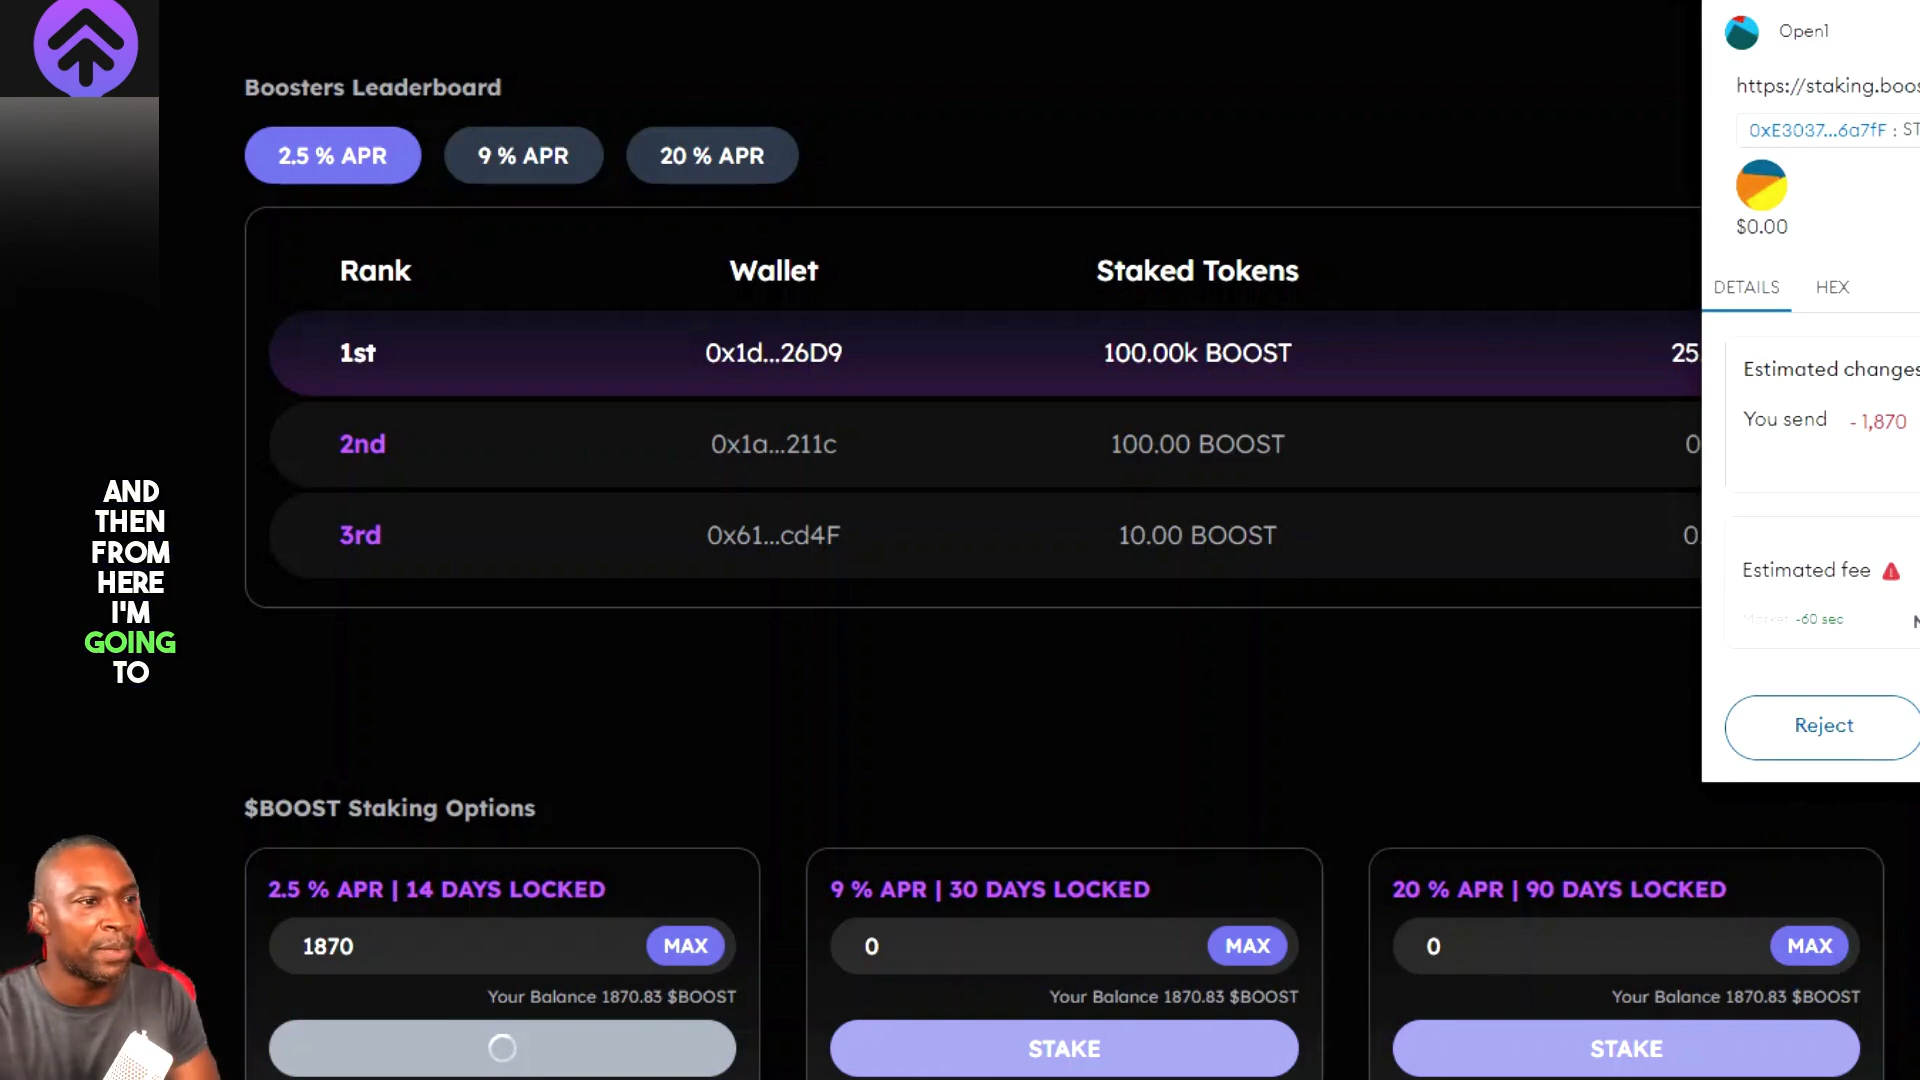 Boosters Leaderboard
2.5 % APR
9 % APR
20 % APR
Rank Wallet Staked Tokens
1st 0x1d...26D9 100.00k BOOST 25.
2nd 0x1a...211c 100.00 BOOST 0
3rd 0x61...cd4F 10.00 BOOST 0.
AND
THEN
FROM
HERE
I'M
GOING
TO
$BOOST Staking Options
2.5 % APR | 14 DAYS LOCKED
1870 MAX
Your Balance 1870.83 $BOOST
9 % APR | 30 DAYS LOCKED
0 MAX
Your Balance 1870.83 $BOOST
STAKE
20 % APR | 90 DAYS LOCKED
0 MAX
Your Balance 1870.83 $BOOST
STAKE
Open1
https://staking.boos
0xE3037...6a7fF : ST
$0.00
DETAILS HEX
Estimated changes
You send - 1,870
Estimated fee
Market -60 sec
Reject